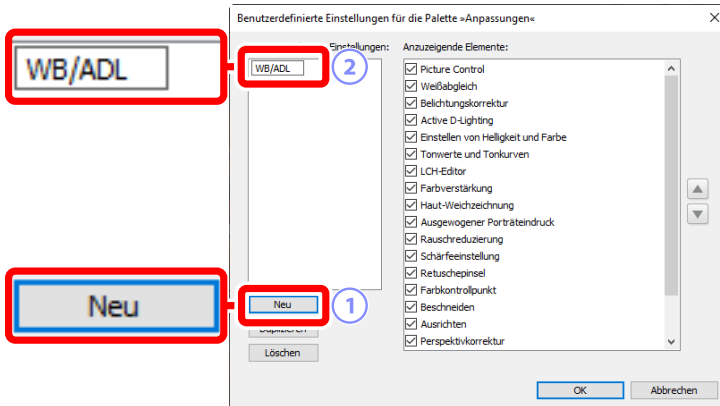 Benutzerdefinierte Einstellungen für die Palette »Anpassungen«
Einstellungen:
Anzuzeigende Elemente:
WB/ADL
WB/ADL
2
Picture Control
Weißabgleich
Belichtungskorrektur
Active D-Lighting
Einstellen von Helligkeit und Farbe
Tonwerte und Tonkurven
LCH-Editor
Farbverstärkung
Haut-Weichzeichnung
Ausgewogener Porträteindruck
Rauschreduzierung
Schärfeeinstellung
Retuschepinsel
Farbkontrollpunkt
Beschneiden
Ausrichten
Perspektivkorrektur
Neu
Neu
1
Duplizieren
Löschen
OK
Abbrechen